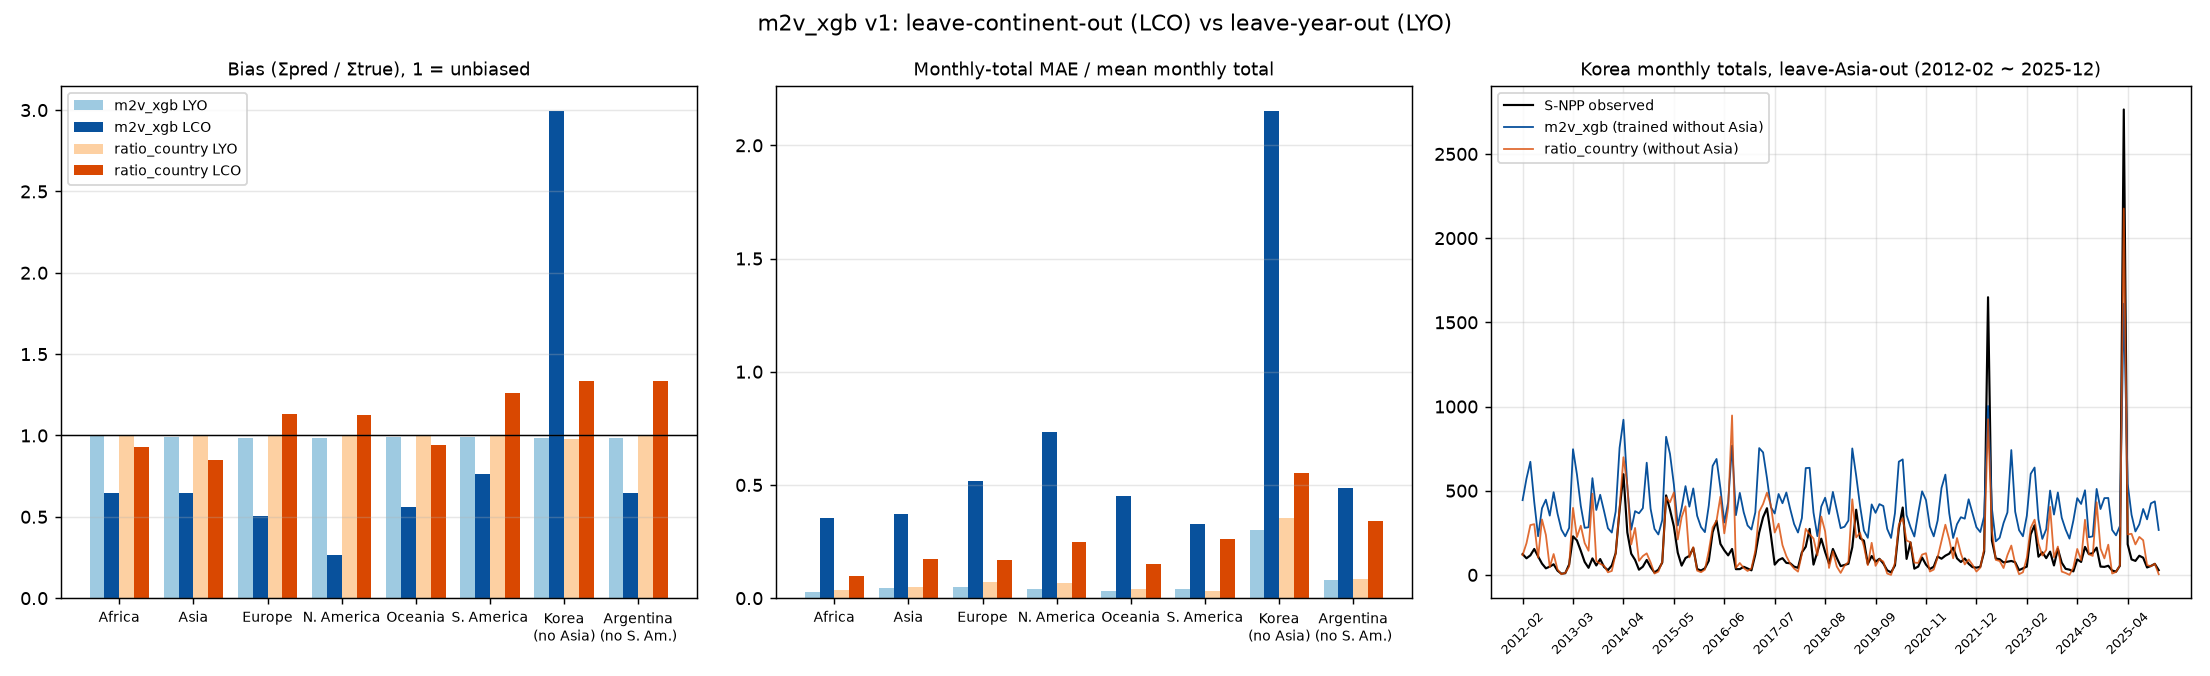 m2v_xgb v1: leave-continent-out (LCO) vs leave-year-out (LYO)
Bias (Σpred / Σtrue), 1 = unbiased
m2v_xgb LYO
m2v_xgb LCO
ratio_country LYO
ratio_country LCO
3.0
2.5
2.0
1.5
1.0
0.5
0.0
Africa
Asia
Europe
N. America
Oceania
S. America
Korea
(no Asia)
Argentina
(no S. Am.)
Monthly-total MAE / mean monthly total
2.0
1.5
1.0
0.5
0.0
Africa
Asia
Europe
N. America
Oceania
S. America
Korea
(no Asia)
Argentina
(no S. Am.)
Korea monthly totals, leave-Asia-out (2012-02 ~ 2025-12)
S-NPP observed
m2v_xgb (trained without Asia)
ratio_country (without Asia)
2500
2000
1500
1000
500
0
2012-02
2013-03
2014-04
2015-05
2016-06
2017-07
2018-08
2019-09
2020-11
2021-12
2023-02
2024-03
2025-04